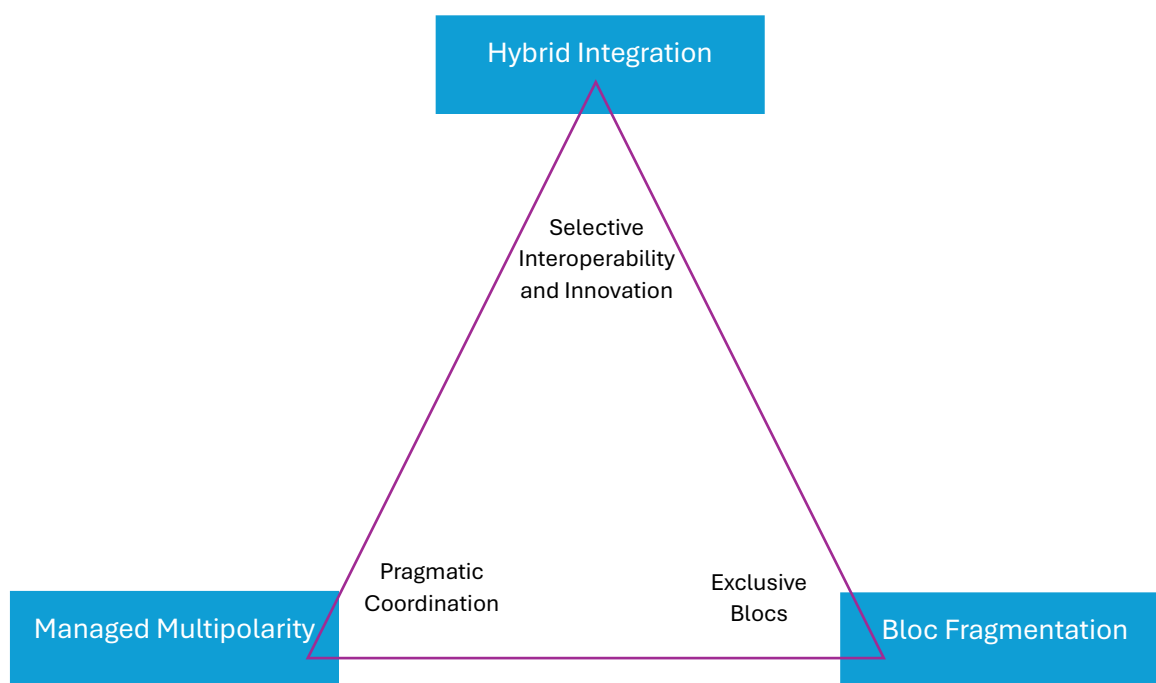 Hybrid Integration
Selective
Interoperability
and Innovation
Pragmatic
Coordination
Exclusive
Blocs
Managed Multipolarity
Bloc Fragmentation